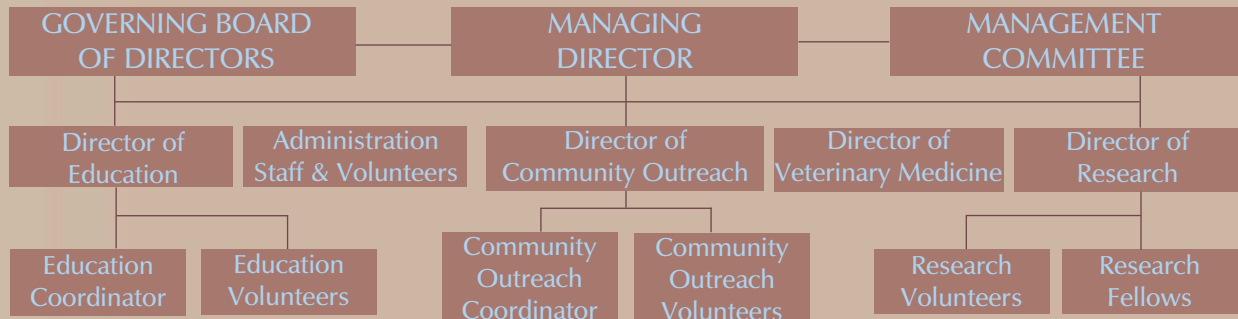 GOVERNING BOARD
OF DIRECTORS
MANAGING
DIRECTOR
MANAGEMENT
COMMITTEE
Director of
Education
Administration
Staff & Volunteers
Director of
Community Outreach
Director of
Veterinary Medicine
Director of
Research
Education
Coordinator
Education
Volunteers
Community
Outreach
Coordinator
Community
Outreach
Volunteers
Research
Volunteers
Research
Fellows